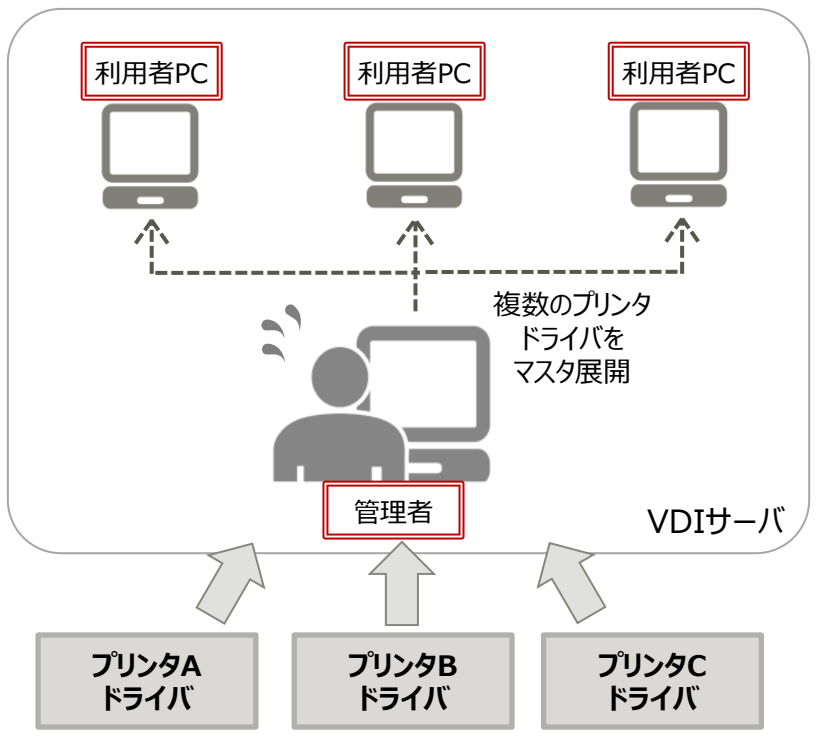 利用者PC
利用者PC
利用者PC
複数のプリンタ
ドライバを
マスタ展開
管理者
VDIサーバ
プリンタA
ドライバ
プリンタB
ドライバ
プリンタC
ドライバ